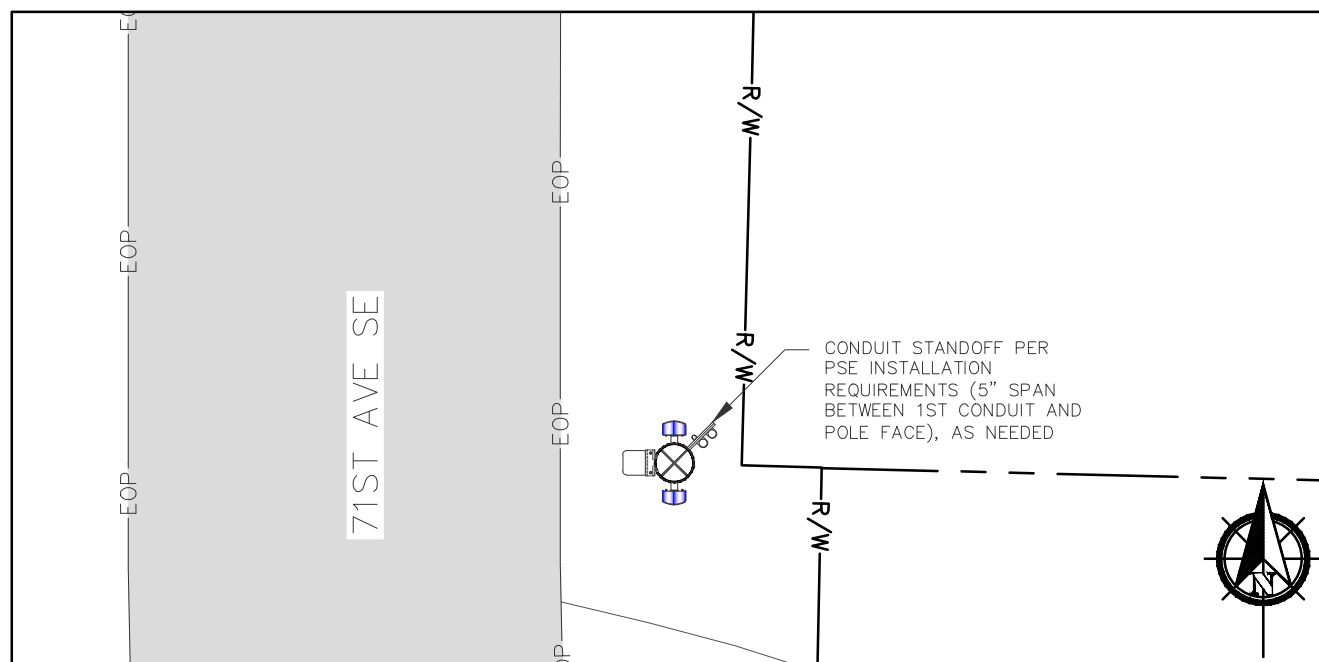 EOP
R/W
EOP
EOP
71ST AVE SE
R/W
CONDUIT STANDOFF PER
PSE INSTALLATION
REQUIREMENTS (5” SPAN
BETWEEN 1ST CONDUIT AND
POLE FACE), AS NEEDED
EOP
EOP
R/W
N